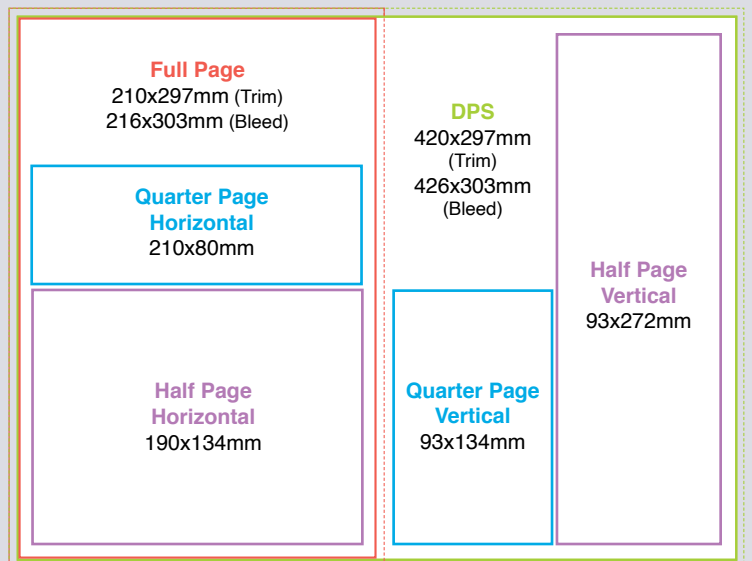 Full Page
210x297mm (Trim)
216x303mm (Bleed)
Quarter Page
Horizontal
210x80mm
Half Page
Horizontal
190x134mm
DPS
420x297mm
(Trim)
426x303mm
(Bleed)
Quarter Page
Vertical
93x134mm
Half Page
Vertical
93x272mm